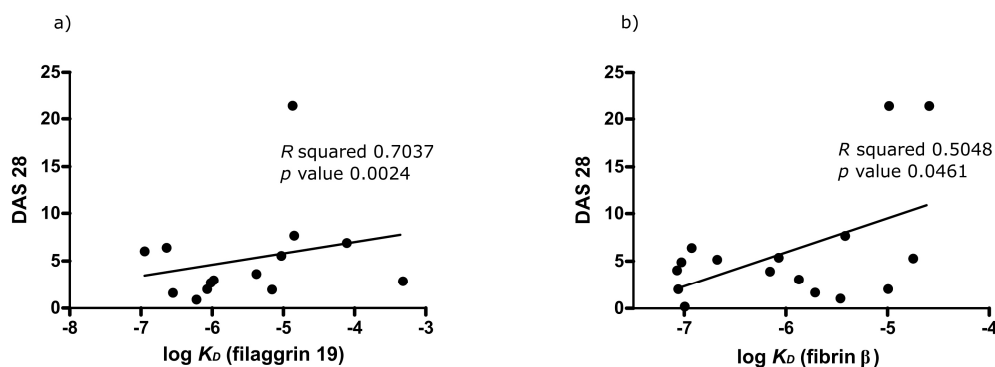 a)
25
20
15
10
5
0
DAS 28
R squared 0.7037
p value 0.0024
-8 -7 -6 -5 -4 -3
log KD (filaggrin 19)
b)
25
20
15
10
5
0
DAS 28
R squared 0.5048
p value 0.0461
-7 -6 -5 -4
log KD (fibrin β)